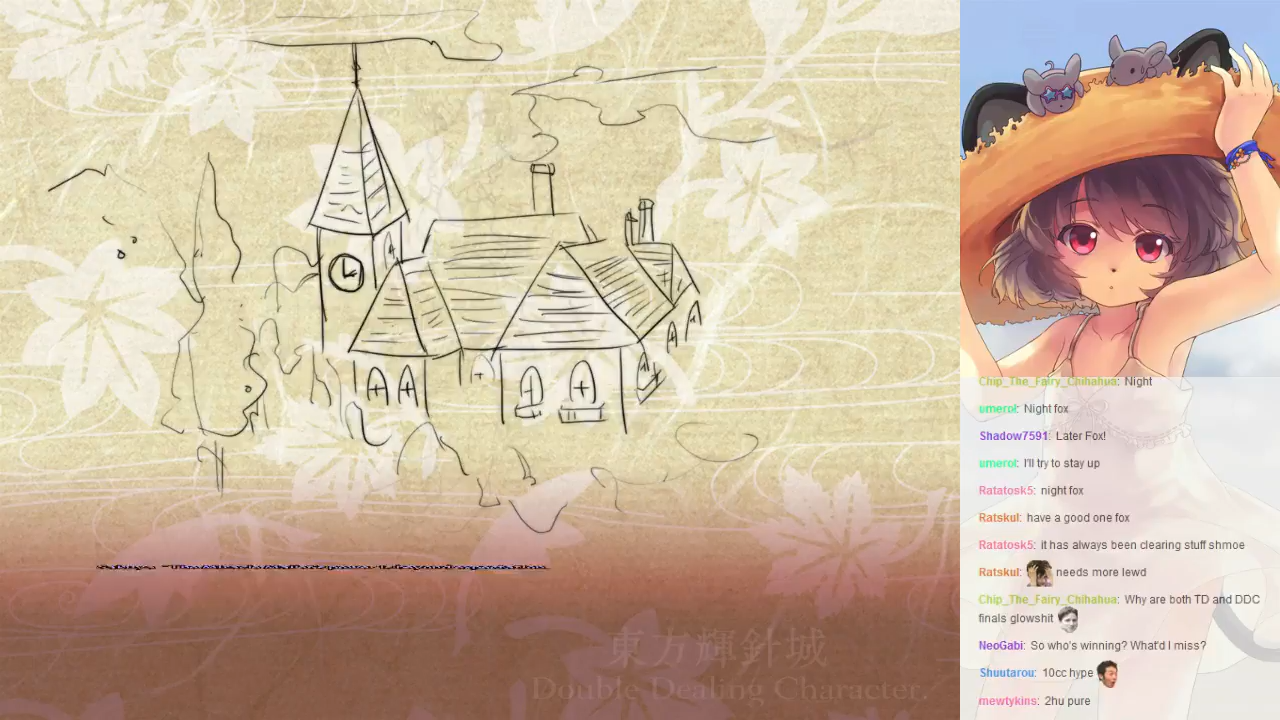 東方輝針城
Double Dealing Character.
Chip_The_Fairy_Chihahua: Night
umerol: Night fox
Shadow7591: Later Fox!
umerol: I'll try to stay up
Ratatosk5: night fox
Ratskul: have a good one fox
Ratatosk5: it has always been clearing stuff shmoe
Ratskul: needs more lewd
Chip_The_Fairy_Chihahua: Why are both TD and DDC
finals glowshit
NeoGabi: So who's winning? What'd I miss?
Shuutarou: 10cc hype
mewtykins: 2hu pure